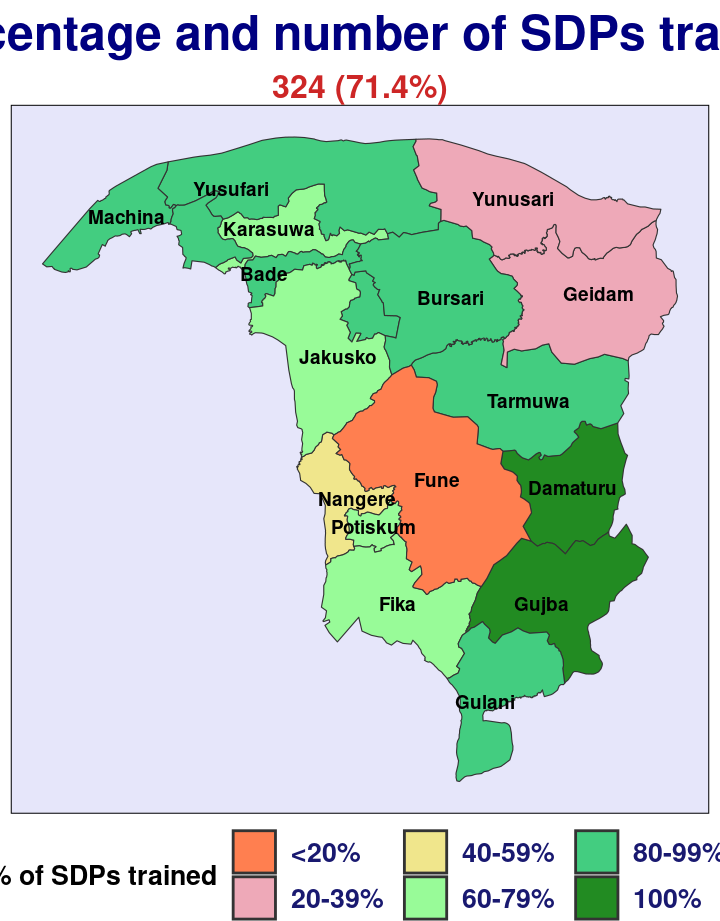 centage and number of SDPs tra
324 (71.4%)
Yusufari
Machina
Yunusari
Karasuwa
Bade
Bursari
Geidam
Jakusko
Tarmuwa
Fune
Damaturu
Nangere
Potiskum
Fika
Gujba
Gulani
% of SDPs trained
<20%
40-59%
80-99%
20-39%
60-79%
100%